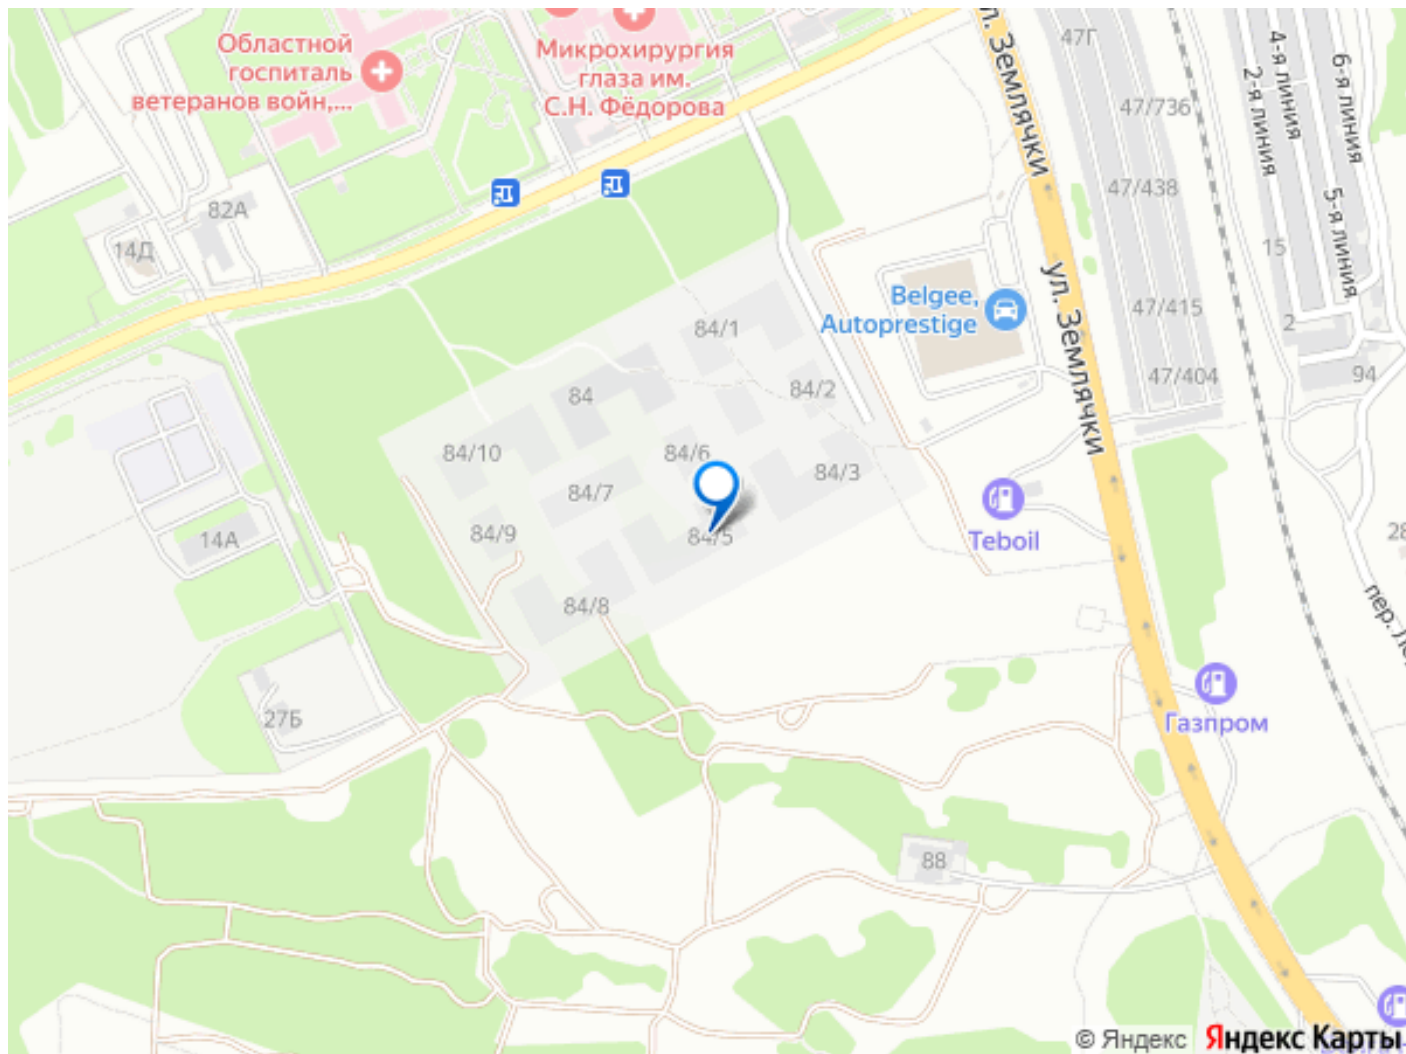 Областной
госпиталь
ветеранов войн,...
Микрохирургия
глаза им.
С.Н. Фёдорова
ул. Землячки
47Г
4-я линия
2-я линия
6-я линия
47/736
47/438
5-я линия
82А
14Д
15
Belgee,
Autoprestige
ул. Землячки
47/415
2
84/1
47/404
94
84
84/2
84/10
84/6
84/3
84/7
14А
84/9
84/5
Teboil
28
84/8
пер. Ле
27Б
Газпром
88
© Яндекс Яндекс Карты